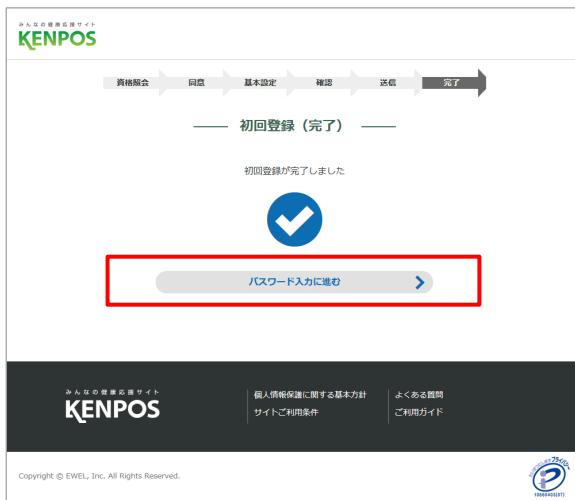 みんなの健康応援サイト
KENPOS
資格照会 同意 基本設定 確認 送信 完了
初回登録（完了）
初回登録が完了しました
パスワード入力に進む
みんなの健康応援サイト
KENPOS
個人情報保護に関する基本方針 よくある質問
サイトご利用条件 ご利用ガイド
Copyright © EWEL, Inc. All Rights Reserved.